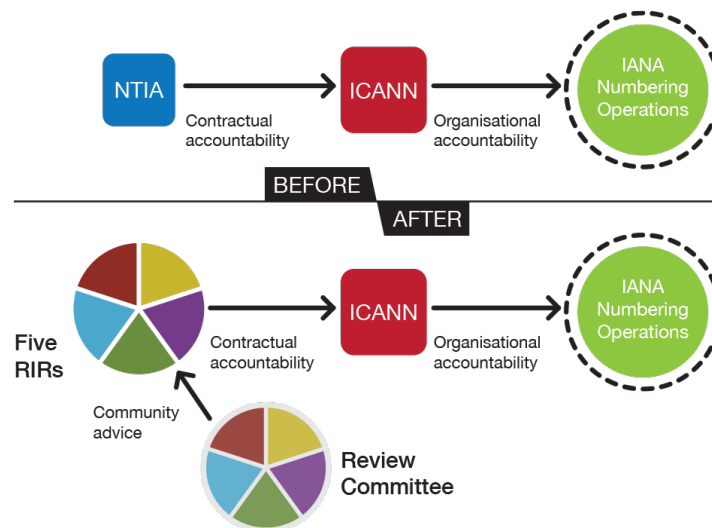 NTIA
Contractual
accountability
ICANN
Organisational
accountability
IANA
Numbering
Operations
BEFORE
AFTER
Five
RIRs
Contractual
accountability
ICANN
Organisational
accountability
IANA
Numbering
Operations
Community
advice
Review
Committee